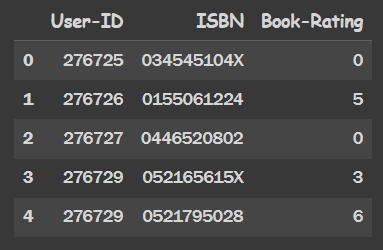 User-ID ISBN Book-Rating
0 276725 034545104X 0
1 276726 0155061224 5
2 276727 0446520802 0
3 276729 052165615X 3
4 276729 0521795028 6